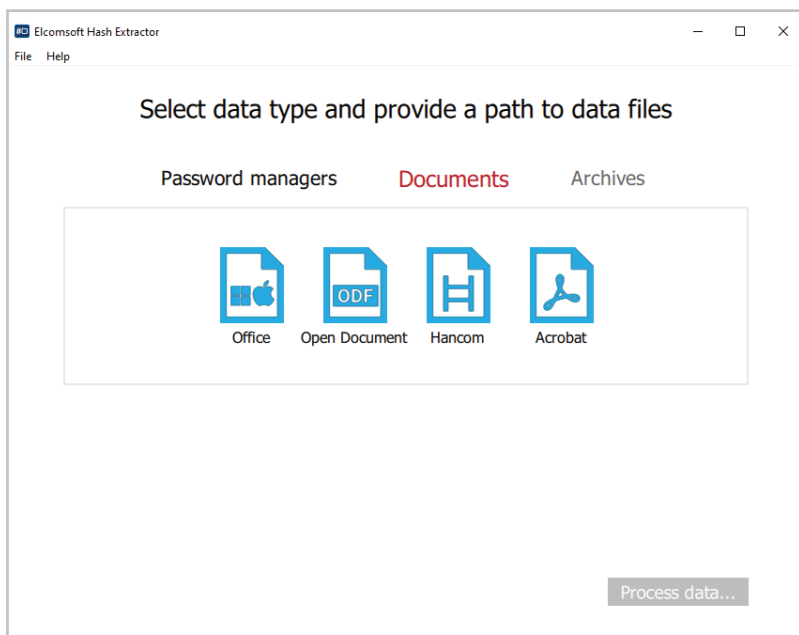 #D Elcomsoft Hash Extractor
File Help
Select data type and provide a path to data files
Password managers Documents Archives
ODF
Office Open Document Hancom Acrobat
Process data...